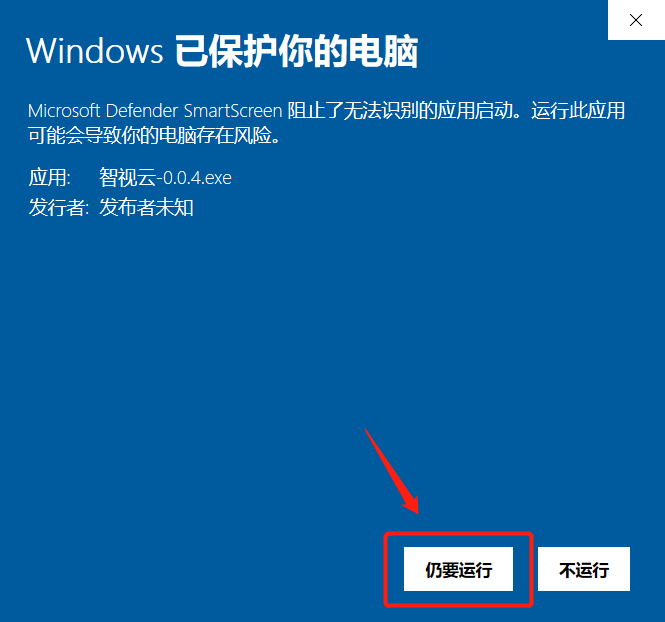 Windows 已保护你的电脑
Microsoft Defender SmartScreen 阻止了无法识别的应用启动。运行此应用
可能会导致你的电脑存在风险。
应用: 智视云-0.0.4.exe
发行者: 发布者未知
仍要运行 不运行